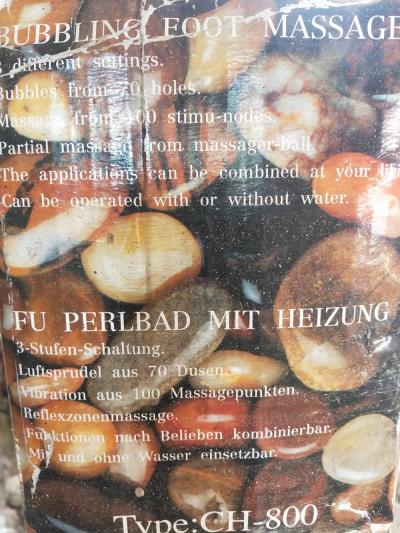 BUBBLING FOOT MASSAGE
3 different settings.
Bubbles from 70 holes.
Massage from 100 stimu-nodes.
Partial massage from massager-ball.
The applications can be combined at your
Can be operated with or without water.
FU PERLBAD MIT HEIZUNG
3-Stufen-Schaltung.
Luftsprudel aus 70 Dusen.
Vibration aus 100 Massagepunkten.
Reflexzonenmassage.
Funktionen nach Belieben kombinierbar.
Mit und ohne Wasser einsetzbar.
Type:CH-800